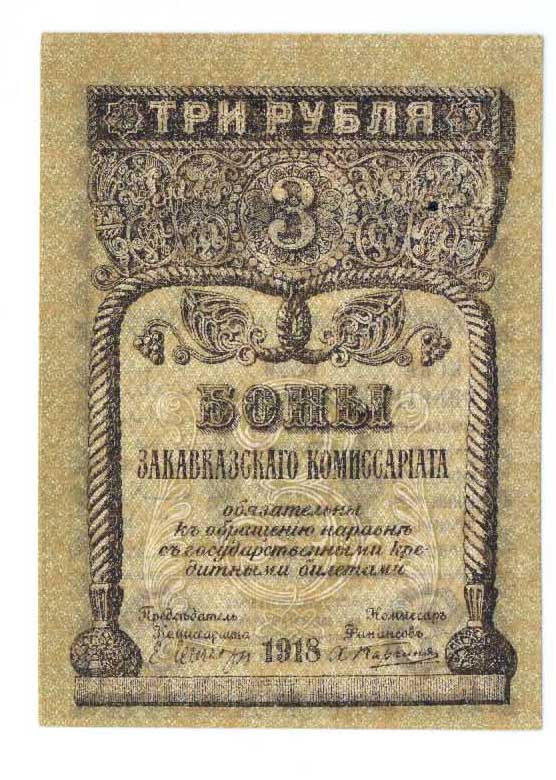 ТРИ РУБЛЯ
3
БОНЫ
ЗАКАВКАЗСКАГО КОМИССАРІАТА
обязательны
къ обращенію наравнѣ
съ государственными кре-
дитными билетами
Предсѣдатель Коммиссаръ
Комиссаріата Финансовъ
1918